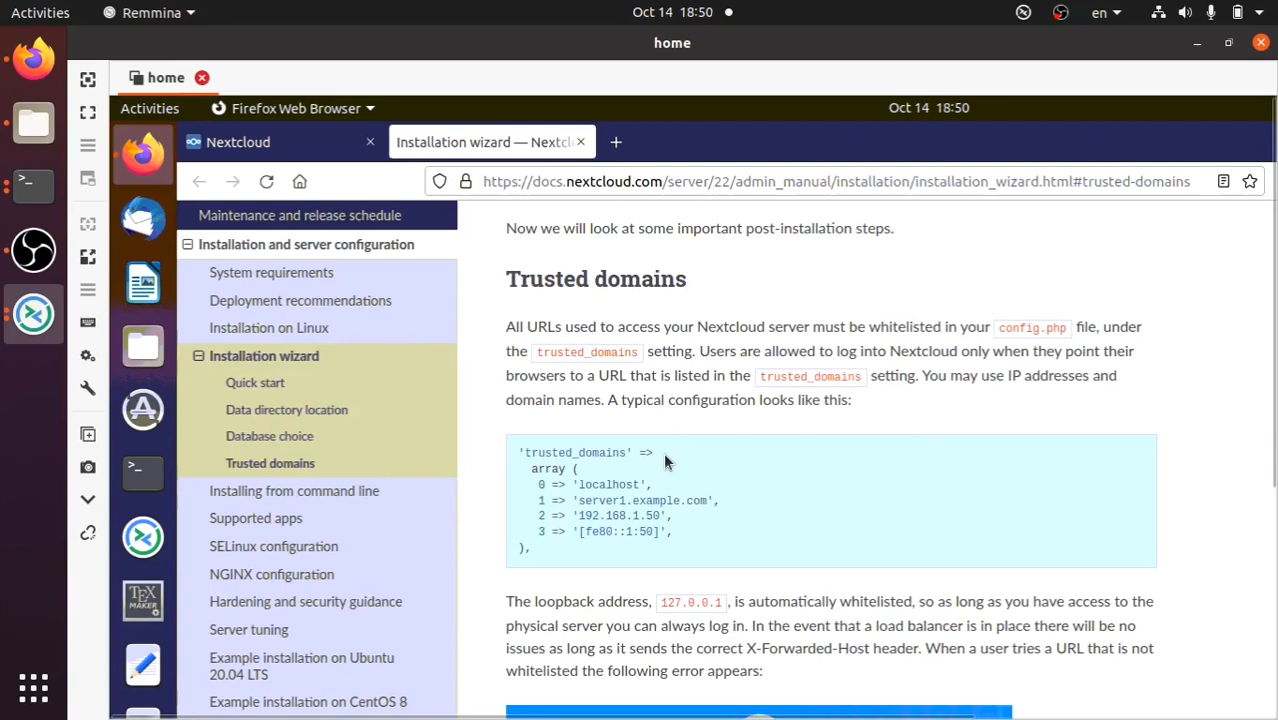 Activities
Remmina
Oct 14 18:50
en
home
home
Activities
Firefox Web Browser
Oct 14 18:50
Nextcloud
Installation wizard — Nextcl
https://docs.nextcloud.com/server/22/admin_manual/installation/installation_wizard.html#trusted-domains
Maintenance and release schedule
Installation and server configuration
System requirements
Deployment recommendations
Installation on Linux
Installation wizard
Quick start
Data directory location
Database choice
Trusted domains
Installing from command line
Supported apps
SELinux configuration
NGINX configuration
Hardening and security guidance
Server tuning
Example installation on Ubuntu
20.04 LTS
Example installation on CentOS 8
Now we will look at some important post-installation steps.
Trusted domains
All URLs used to access your Nextcloud server must be whitelisted in your config.php file, under
the trusted_domains setting. Users are allowed to log into Nextcloud only when they point their
browsers to a URL that is listed in the trusted_domains setting. You may use IP addresses and
domain names. A typical configuration looks like this:
'trusted_domains' =>
array (
0 => 'localhost',
1 => 'server1.example.com',
2 => '192.168.1.50',
3 => '[fe80::1:50]',
),
The loopback address, 127.0.0.1 , is automatically whitelisted, so as long as you have access to the
physical server you can always log in. In the event that a load balancer is in place there will be no
issues as long as it sends the correct X-Forwarded-Host header. When a user tries a URL that is not
whitelisted the following error appears:
TEX
MAKER